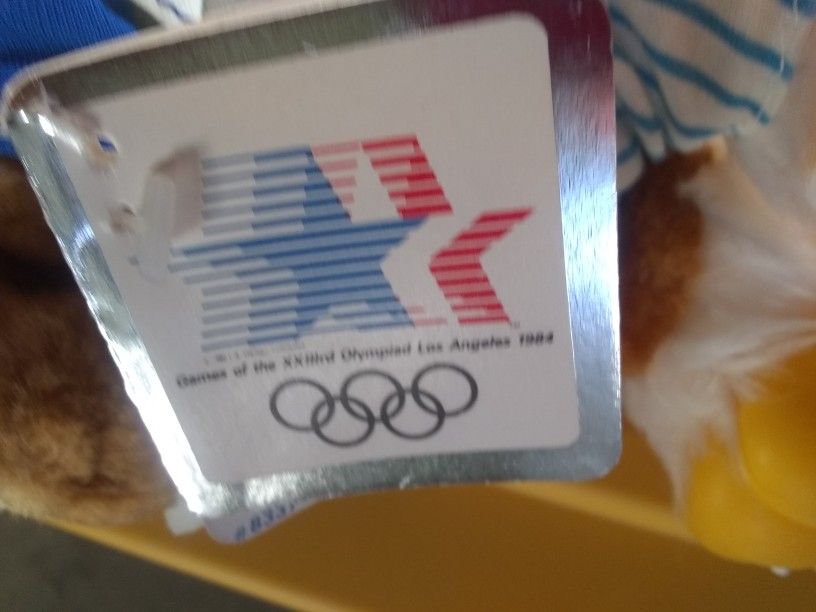 Games of the XXIIIrd Olympiad Los Angeles 1984